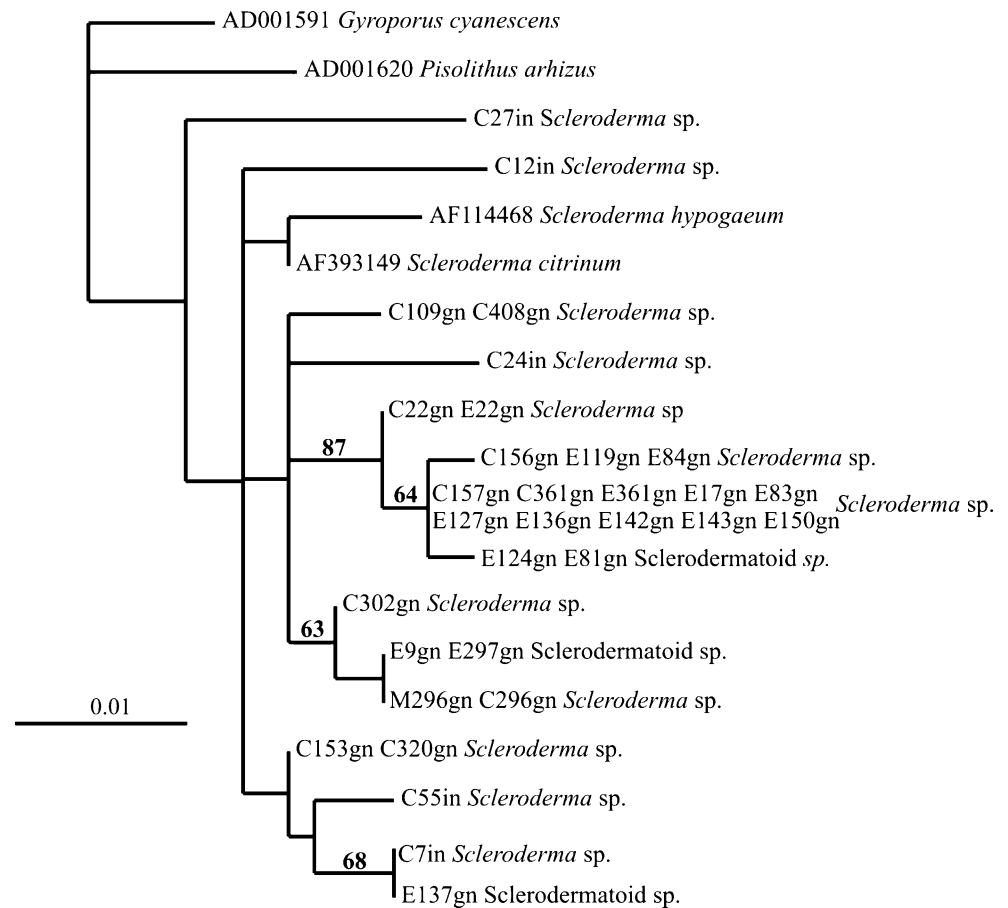 AD001591 Gyroporus cyanescens
AD001620 Pisolithus arhizus
C27in Scleroderma sp.
C12in Scleroderma sp.
AF114468 Scleroderma hypogaeum
AF393149 Scleroderma citrinum
C109gn C408gn Scleroderma sp.
C24in Scleroderma sp.
C22gn E22gn Scleroderma sp
87
C156gn E119gn E84gn Scleroderma sp.
64
C157gn C361gn E361gn E17gn E83gn
E127gn E136gn E142gn E143gn E150gn
Scleroderma sp.
E124gn E81gn Sclerodermatoid sp.
C302gn Scleroderma sp.
63
E9gn E297gn Sclerodermatoid sp.
M296gn C296gn Scleroderma sp.
0.01
C153gn C320gn Scleroderma sp.
C55in Scleroderma sp.
68
C7in Scleroderma sp.
E137gn Sclerodermatoid sp.